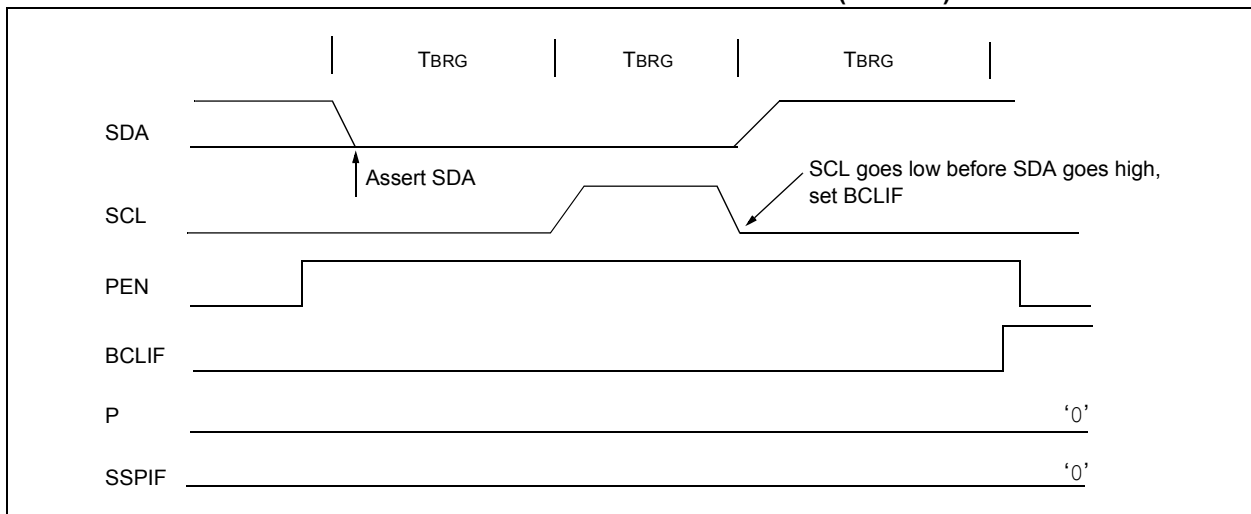 TBRG TBRG TBRG
SDA
Assert SDA
SCL goes low before SDA goes high,
set BCLIF
SCL
PEN
BCLIF
P '0'
SSPIF '0'